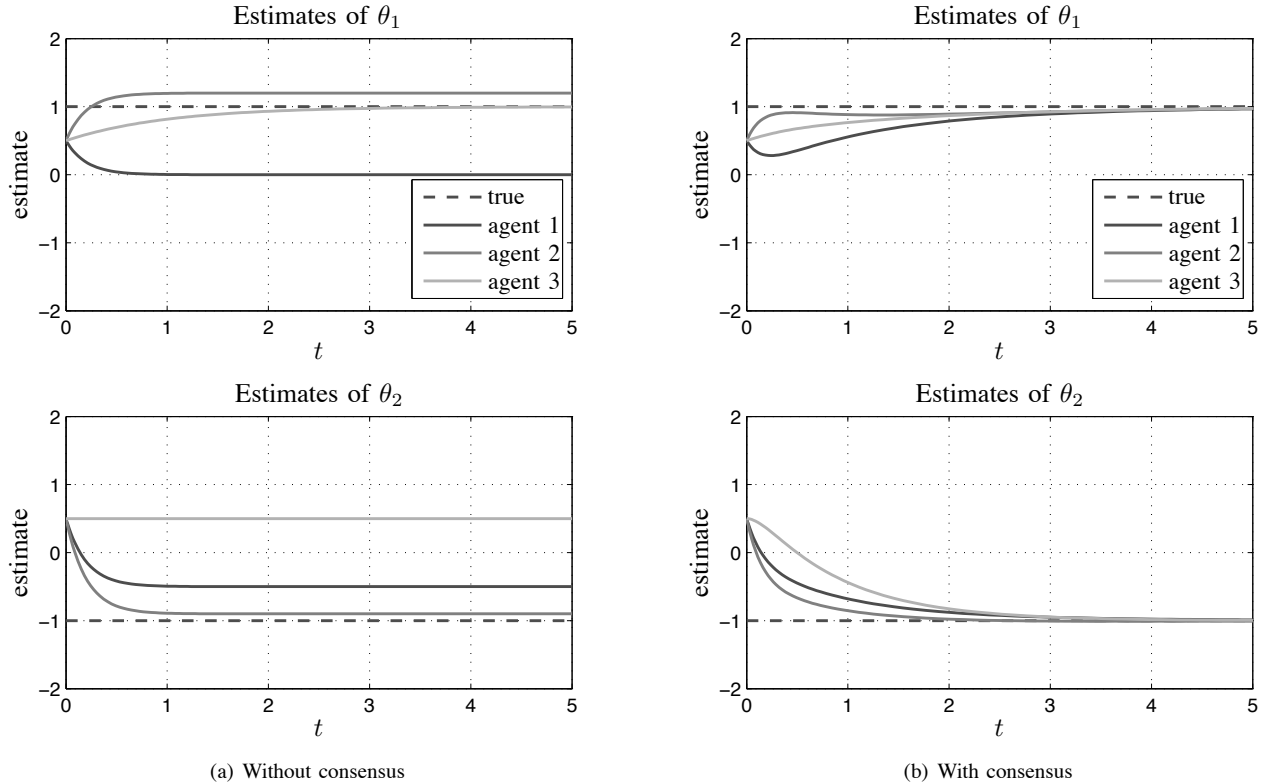 Estimates of θ1
2
1
0
−1
−2
estimate
true
agent 1
agent 2
agent 3
0 1 2 3 4 5
t
Estimates of θ1
2
1
0
−1
−2
estimate
true
agent 1
agent 2
agent 3
0 1 2 3 4 5
t
Estimates of θ2
2
1
0
−1
−2
estimate
0 1 2 3 4 5
t
(a) Without consensus
Estimates of θ2
2
1
0
−1
−2
estimate
0 1 2 3 4 5
t
(b) With consensus